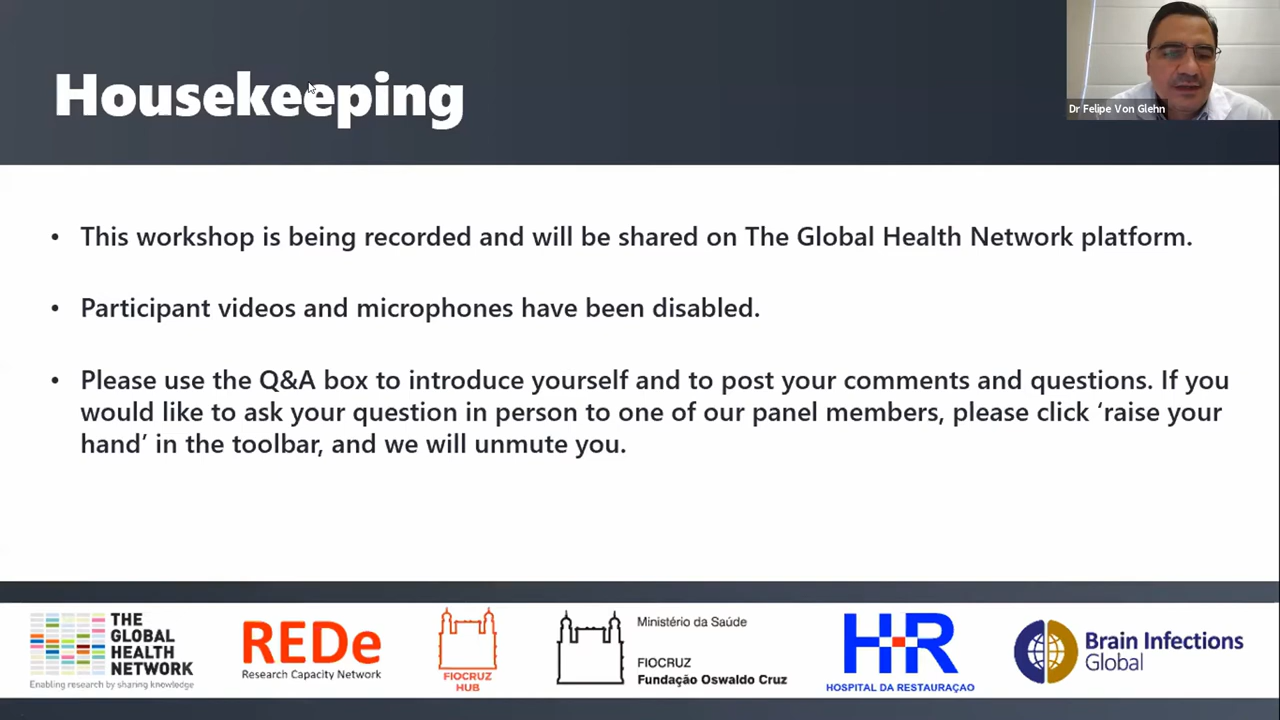 Housekeeping
Dr Felipe Von Glehn
• This workshop is being recorded and will be shared on The Global Health Network platform.
• Participant videos and microphones have been disabled.
• Please use the Q&A box to introduce yourself and to post your comments and questions. If you
would like to ask your question in person to one of our panel members, please click ‘raise your
hand’ in the toolbar, and we will unmute you.
THE
GLOBAL
HEALTH
NETWORK
Enabling research by sharing knowledge
REDe
Research Capacity Network
FIOCRUZ
HUB
Ministério da Saúde
FIOCRUZ
Fundação Oswaldo Cruz
HR
HOSPITAL DA RESTAURAÇAO
Brain Infections
Global